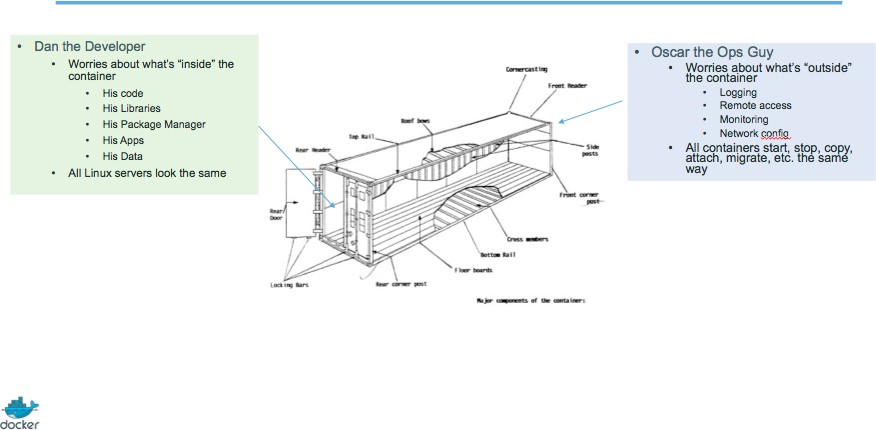 • Dan the Developer
• Worries about what's “inside” the
container
• His code
• His Libraries
• His Package Manager
• His Apps
• His Data
• All Linux servers look the same
• Oscar the Ops Guy
• Worries about what's “outside”
the container
• Logging
• Remote access
• Monitoring
• Network config
• All containers start, stop, copy,
attach, migrate, etc. the same
way
Cornercasting
Front Header
Roof bows
Top Rail
Rear Header
Side
posts
Front corner
post
Rear
Door
Cross members
Bottom Rail
Floor boards
Locking Bars
Rear corner post
Major components of the container:
docker